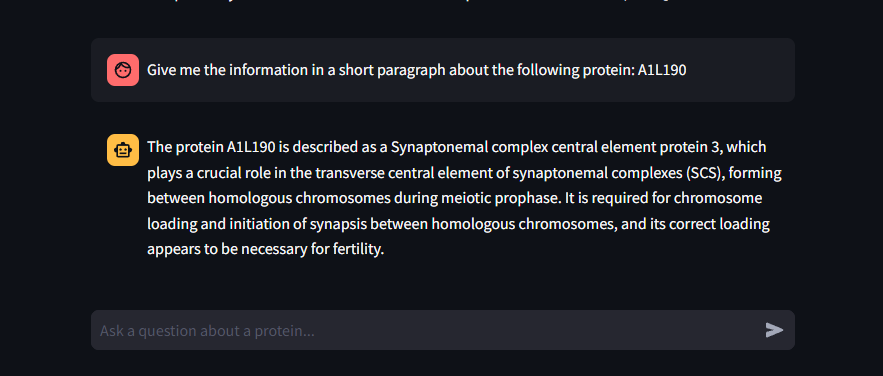 Give me the information in a short paragraph about the following protein: A1L190
The protein A1L190 is described as a Synaptonemal complex central element protein 3, which
plays a crucial role in the transverse central element of synaptonemal complexes (SCS), forming
between homologous chromosomes during meiotic prophase. It is required for chromosome
loading and initiation of synapsis between homologous chromosomes, and its correct loading
appears to be necessary for fertility.
Ask a question about a protein...